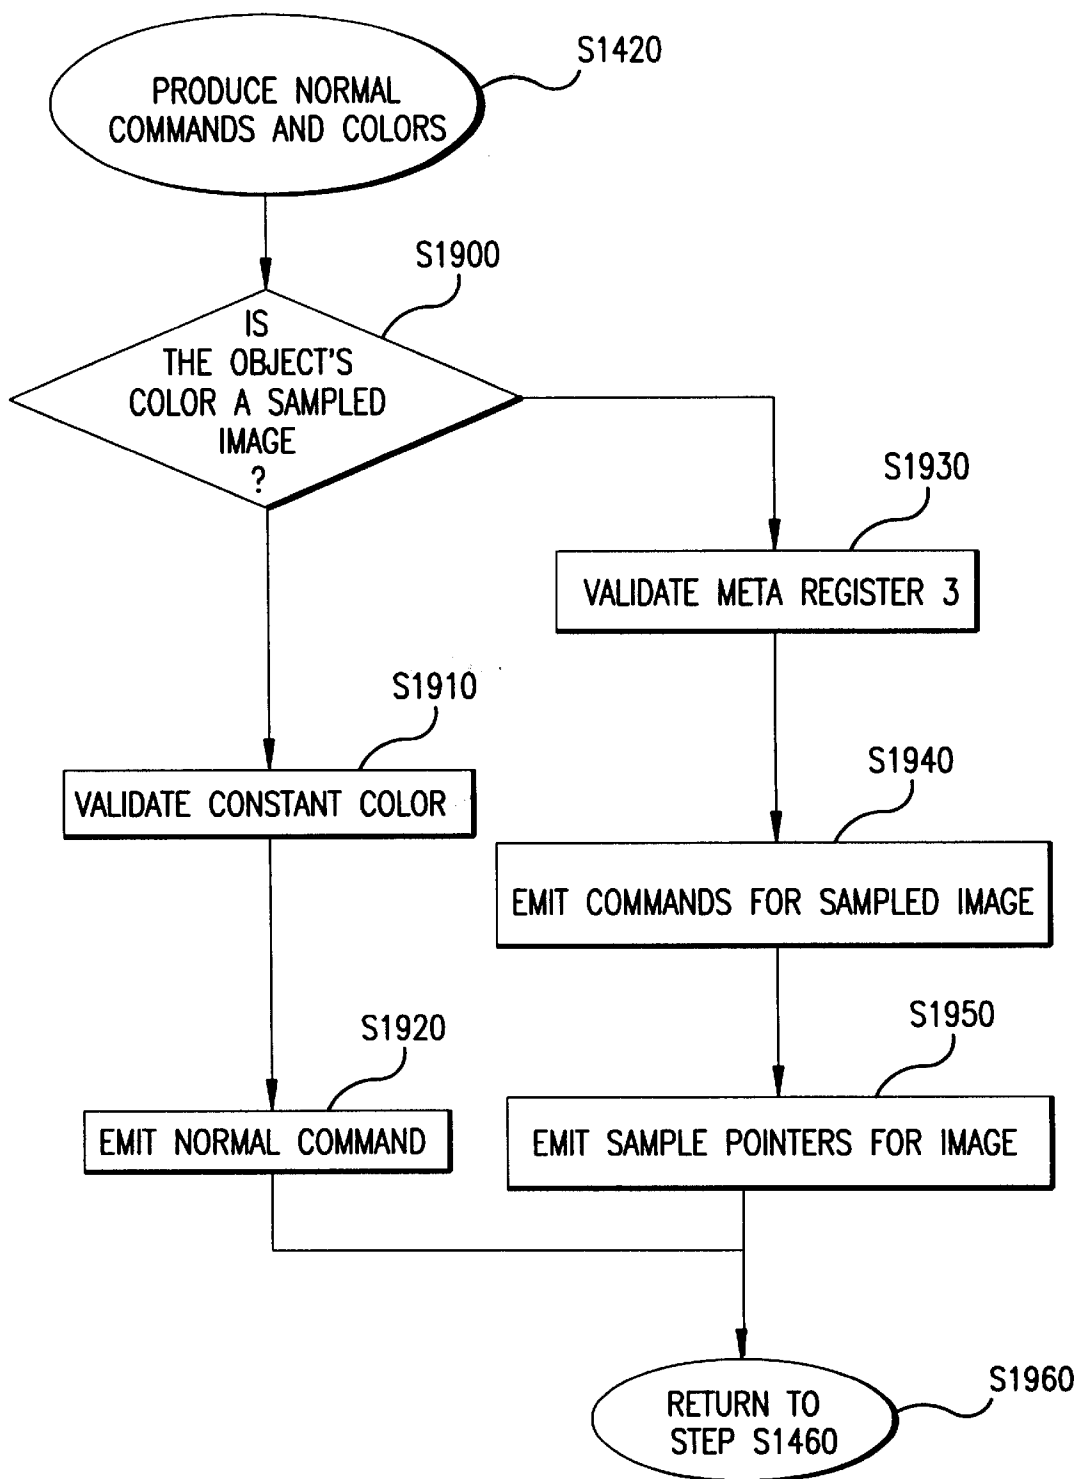 S1420
PRODUCE NORMAL
COMMANDS AND COLORS
S1900
IS
THE OBJECT'S
COLOR A SAMPLED
IMAGE
?
S1930
VALIDATE META REGISTER 3
S1910
VALIDATE CONSTANT COLOR
S1940
EMIT COMMANDS FOR SAMPLED IMAGE
S1920
EMIT NORMAL COMMAND
S1950
EMIT SAMPLE POINTERS FOR IMAGE
S1960
RETURN TO
STEP S1460